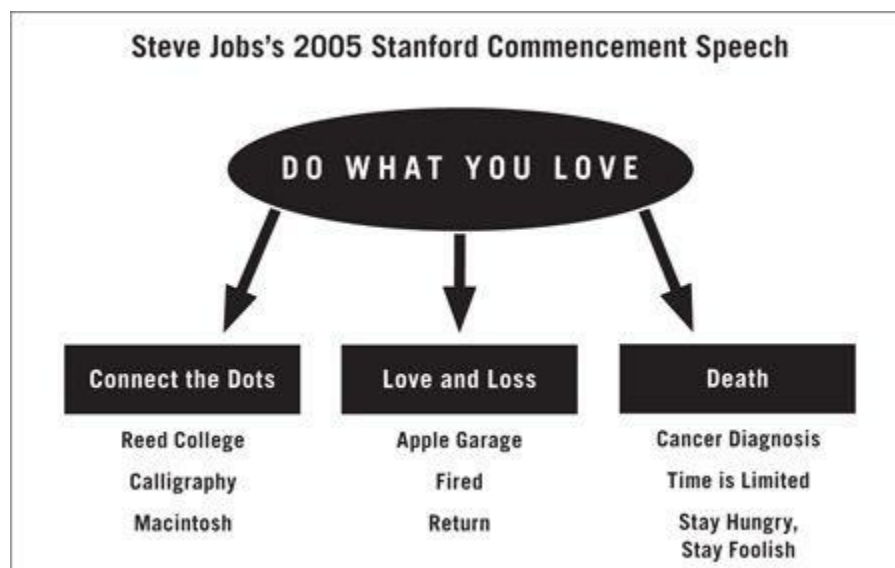 Steve Jobs's 2005 Stanford Commencement Speech
DO WHAT YOU LOVE
Connect the Dots
Reed College
Calligraphy
Macintosh
Love and Loss
Apple Garage
Fired
Return
Death
Cancer Diagnosis
Time is Limited
Stay Hungry,
Stay Foolish